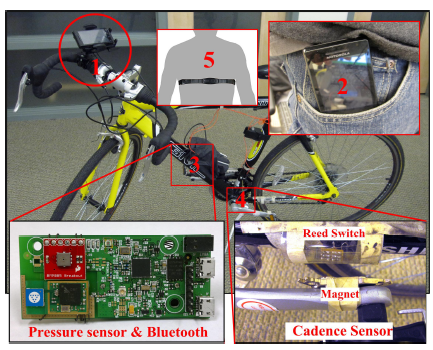 1
5
2
3
4
Reed Switch
Magnet
Pressure sensor & Bluetooth
Cadence Sensor